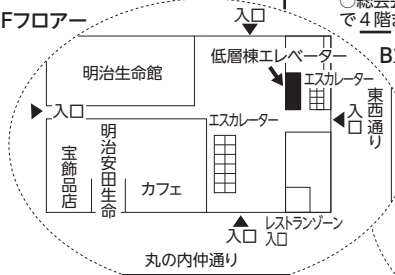 Fフロアー
で4階
入口
低層棟エレベーター
エスカレーター
明治生命館
入口
エスカレーター
東西通り
入口
宝飾品店
明治安田生命
カフェ
入口
レストランゾーン
入口
丸の内仲通り